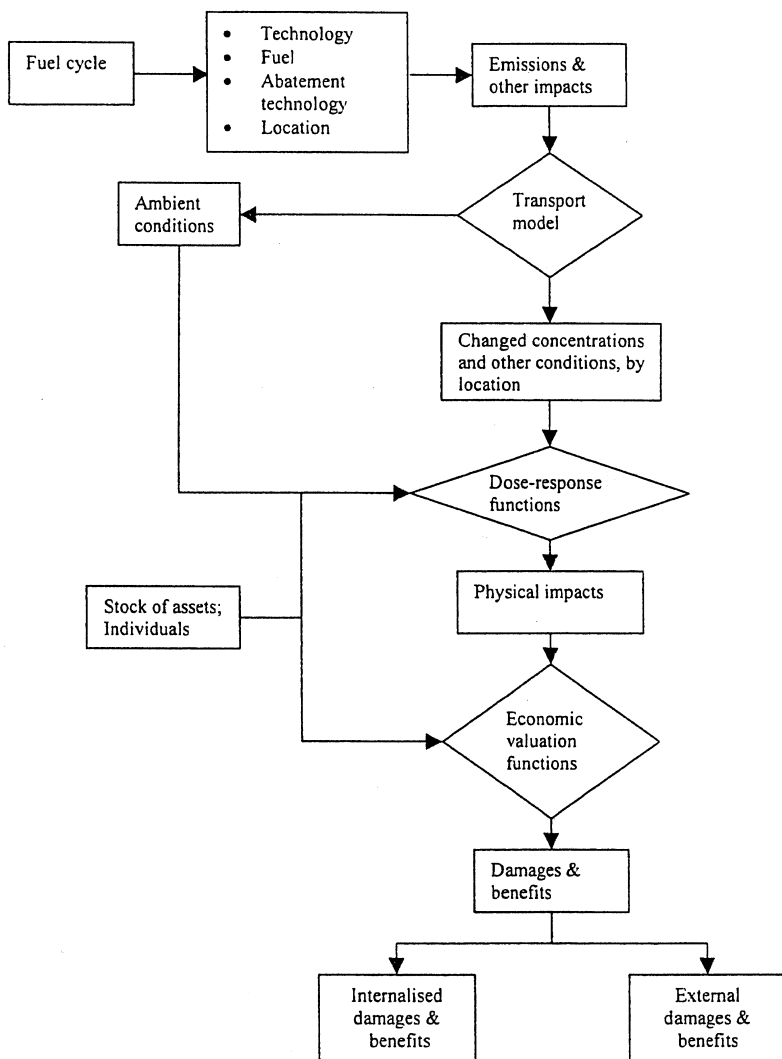 Fuel cycle
• Technology
• Fuel
• Abatement
technology
• Location
Emissions &
other impacts
Ambient
conditions
Transport
model
Changed concentrations
and other conditions, by
location
Dose-response
functions
Stock of assets;
Individuals
Physical impacts
Economic
valuation
functions
Damages &
benefits
Internalised
damages &
benefits
External
damages &
benefits